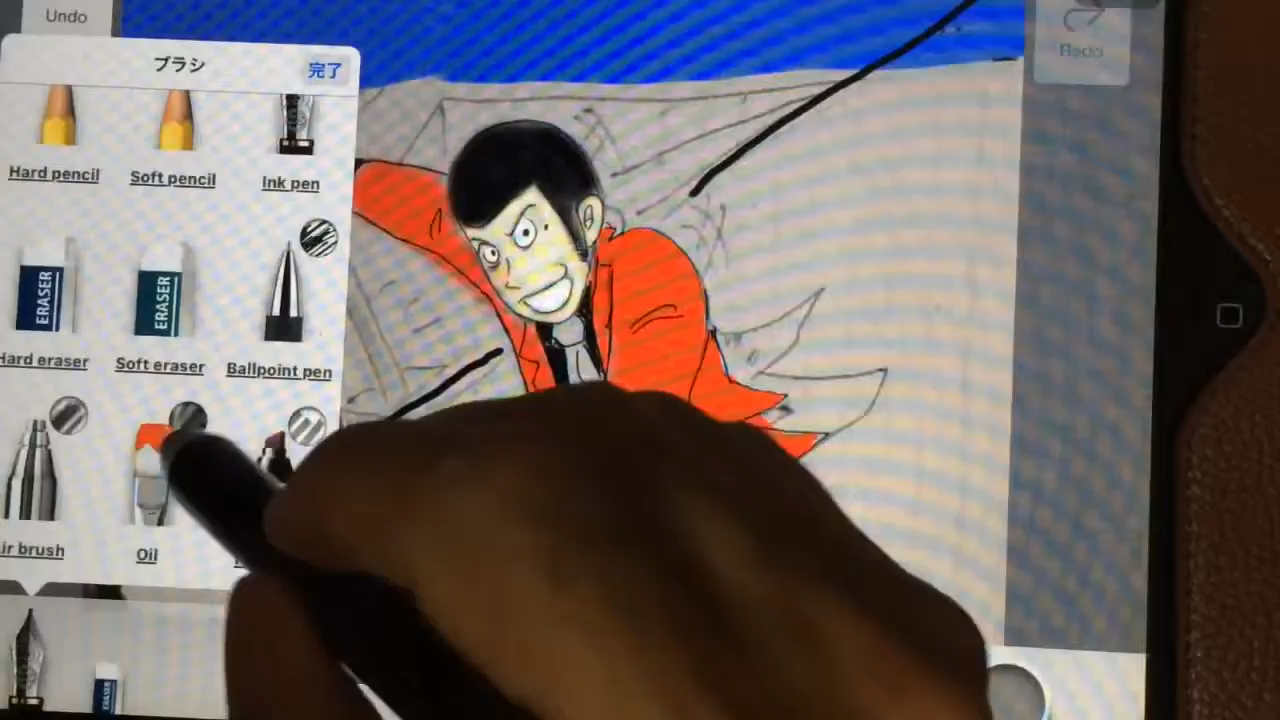 Undo
Redo
ブラシ
完了
Hard pencil
Soft pencil
Ink pen
ERASER
ERASER
Hard eraser
Soft eraser
Ballpoint pen
ir brush
Oil
ERASER